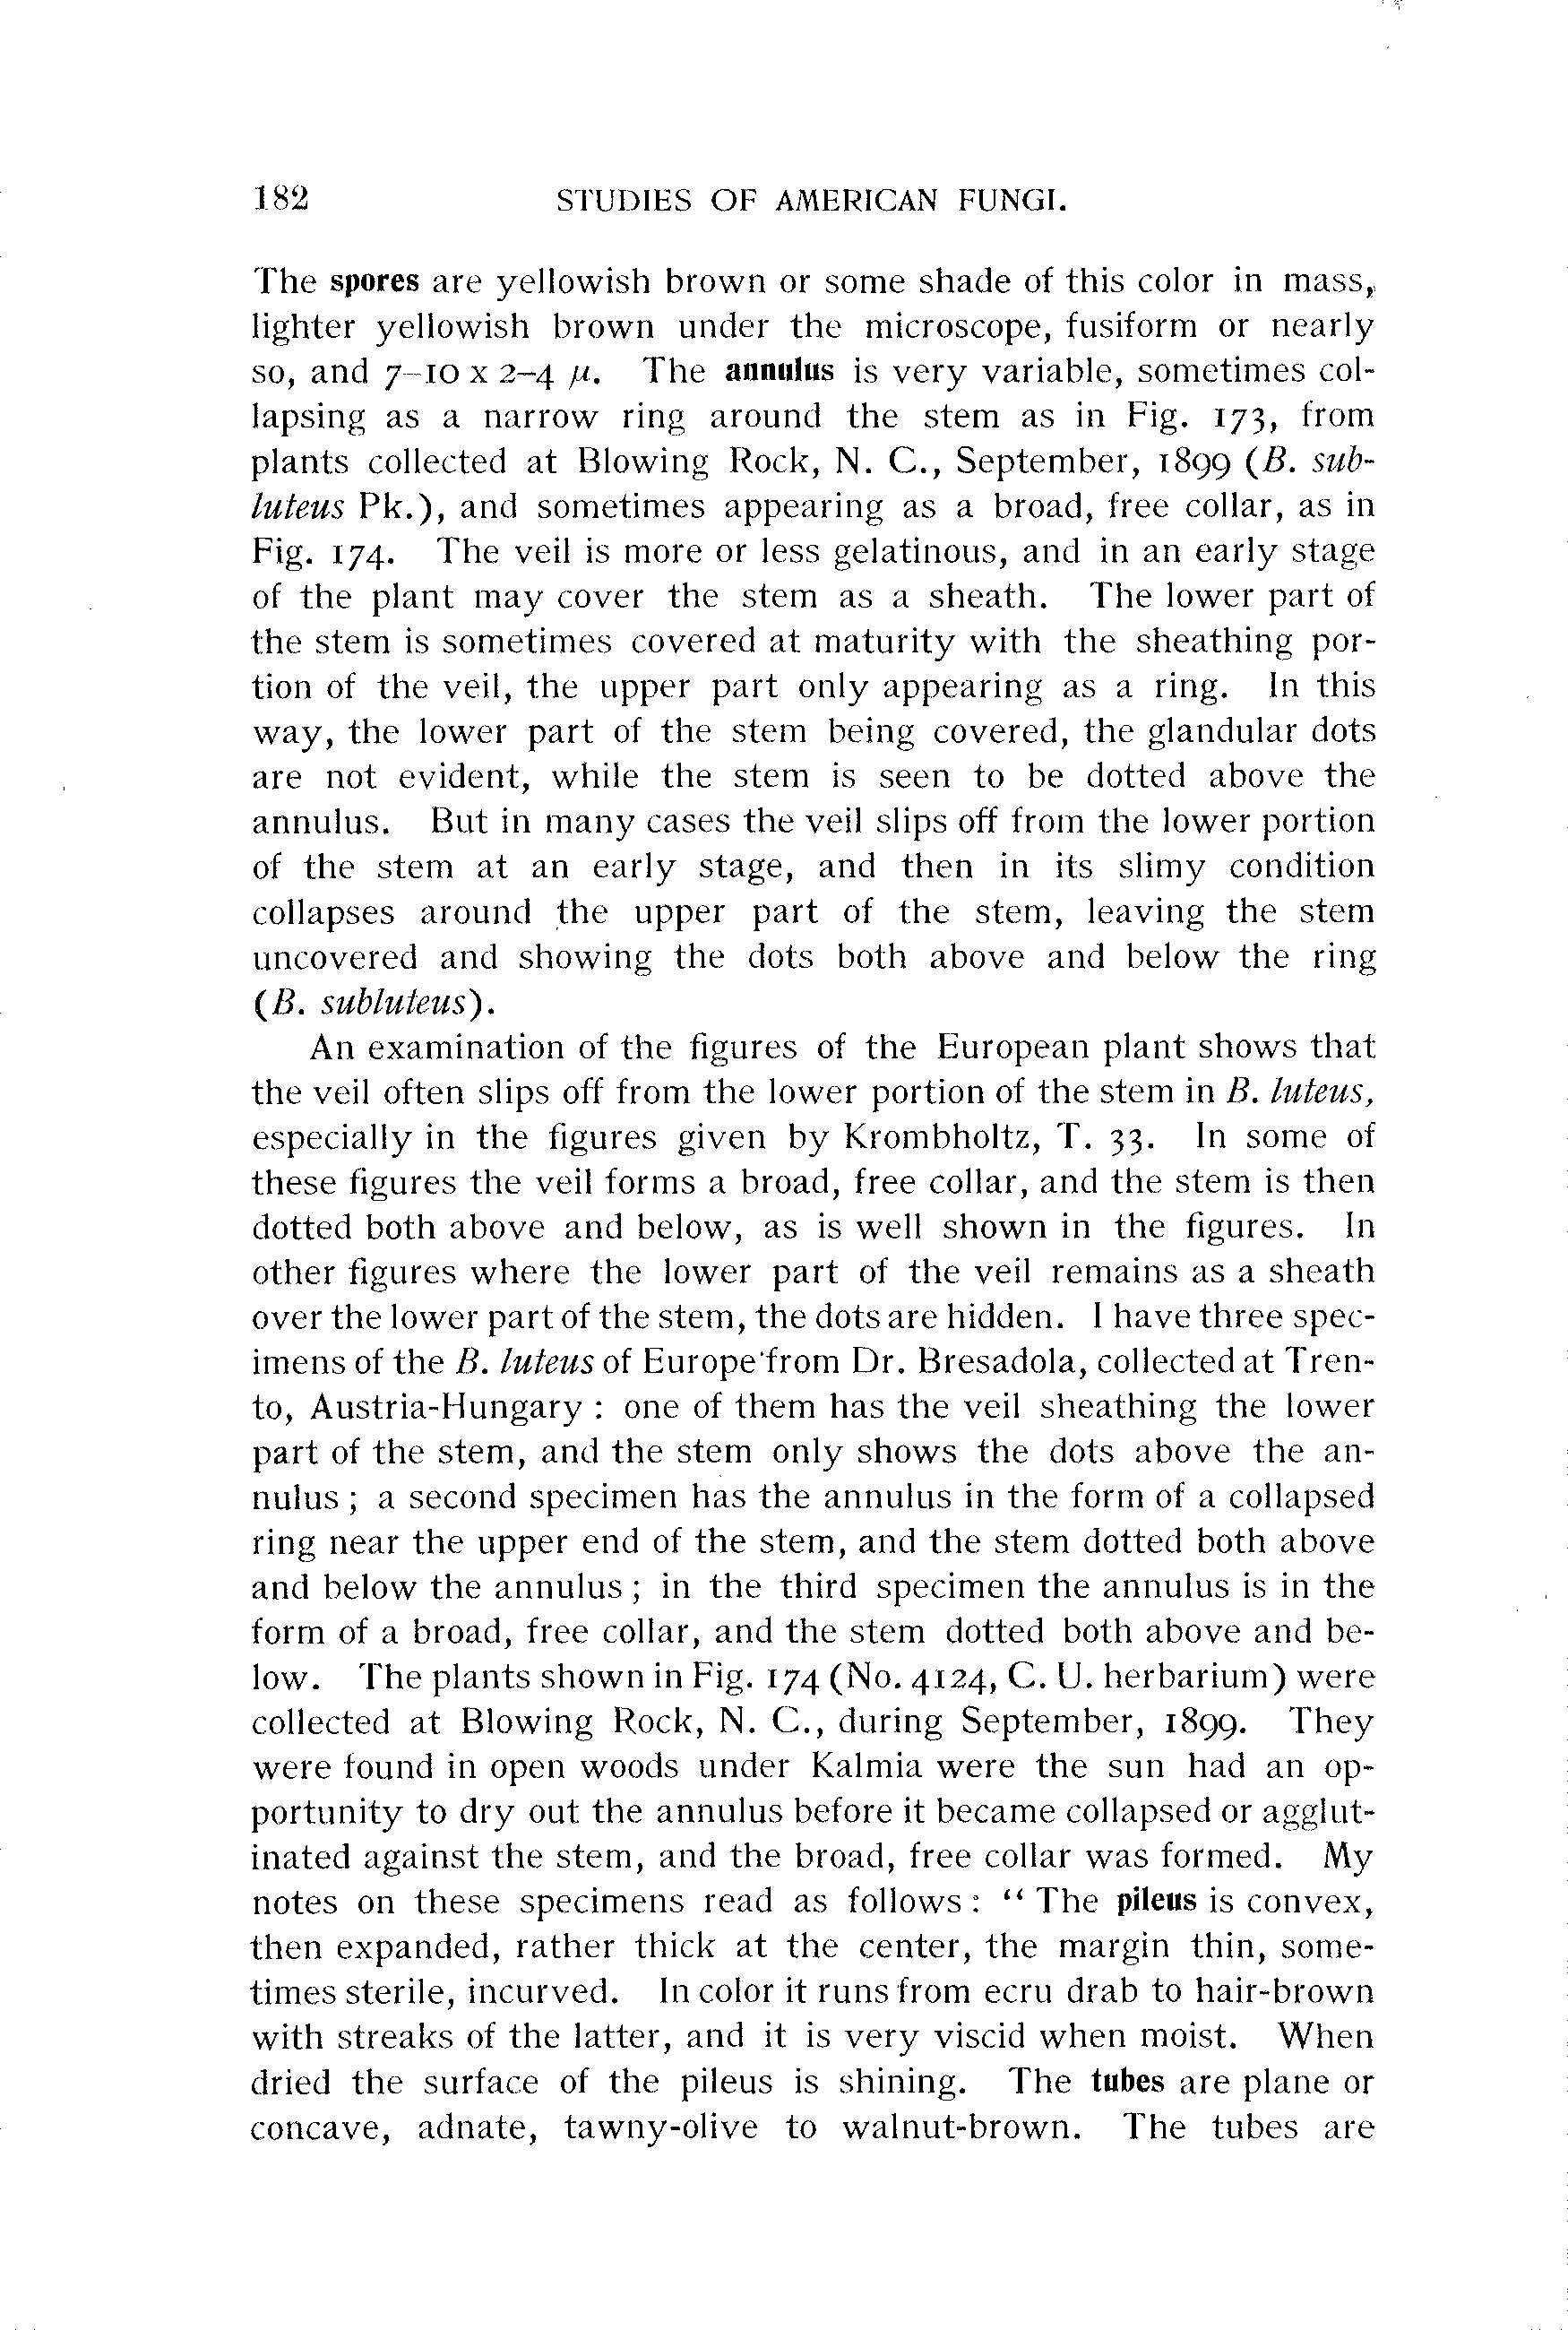 182 STUDIES OF AMERICAN FUNGI.
The spores are yellowish brown or some shade of this color in mass,
lighter yellowish brown under the microscope, fusiform or nearly
so, and 7–10 x 2–4 µ. The annulus is very variable, sometimes col-
lapsing as a narrow ring around the stem as in Fig. 173, from
plants collected at Blowing Rock, N. C., September, 1899 (B. sub-
luteus Pk.), and sometimes appearing as a broad, free collar, as in
Fig. 174. The veil is more or less gelatinous, and in an early stage
of the plant may cover the stem as a sheath. The lower part of
the stem is sometimes covered at maturity with the sheathing por-
tion of the veil, the upper part only appearing as a ring. In this
way, the lower part of the stem being covered, the glandular dots
are not evident, while the stem is seen to be dotted above the
annulus. But in many cases the veil slips off from the lower portion
of the stem at an early stage, and then in its slimy condition
collapses around the upper part of the stem, leaving the stem
uncovered and showing the dots both above and below the ring
(B. subluteus).
An examination of the figures of the European plant shows that
the veil often slips off from the lower portion of the stem in B. luteus,
especially in the figures given by Krombholtz, T. 33. In some of
these figures the veil forms a broad, free collar, and the stem is then
dotted both above and below, as is well shown in the figures. In
other figures where the lower part of the veil remains as a sheath
over the lower part of the stem, the dots are hidden. I have three spec-
imens of the B. luteus of Europe from Dr. Bresadola, collected at Tren-
to, Austria-Hungary : one of them has the veil sheathing the lower
part of the stem, and the stem only shows the dots above the an-
nulus ; a second specimen has the annulus in the form of a collapsed
ring near the upper end of the stem, and the stem dotted both above
and below the annulus ; in the third specimen the annulus is in the
form of a broad, free collar, and the stem dotted both above and be-
low. The plants shown in Fig. 174 (No. 4124, C. U. herbarium) were
collected at Blowing Rock, N. C., during September, 1899. They
were found in open woods under Kalmia were the sun had an op-
portunity to dry out the annulus before it became collapsed or agglut-
inated against the stem, and the broad, free collar was formed. My
notes on these specimens read as follows : “ The pileus is convex,
then expanded, rather thick at the center, the margin thin, some-
times sterile, incurved. In color it runs from ecru drab to hair-brown
with streaks of the latter, and it is very viscid when moist. When
dried the surface of the pileus is shining. The tubes are plane or
concave, adnate, tawny-olive to walnut-brown. The tubes are